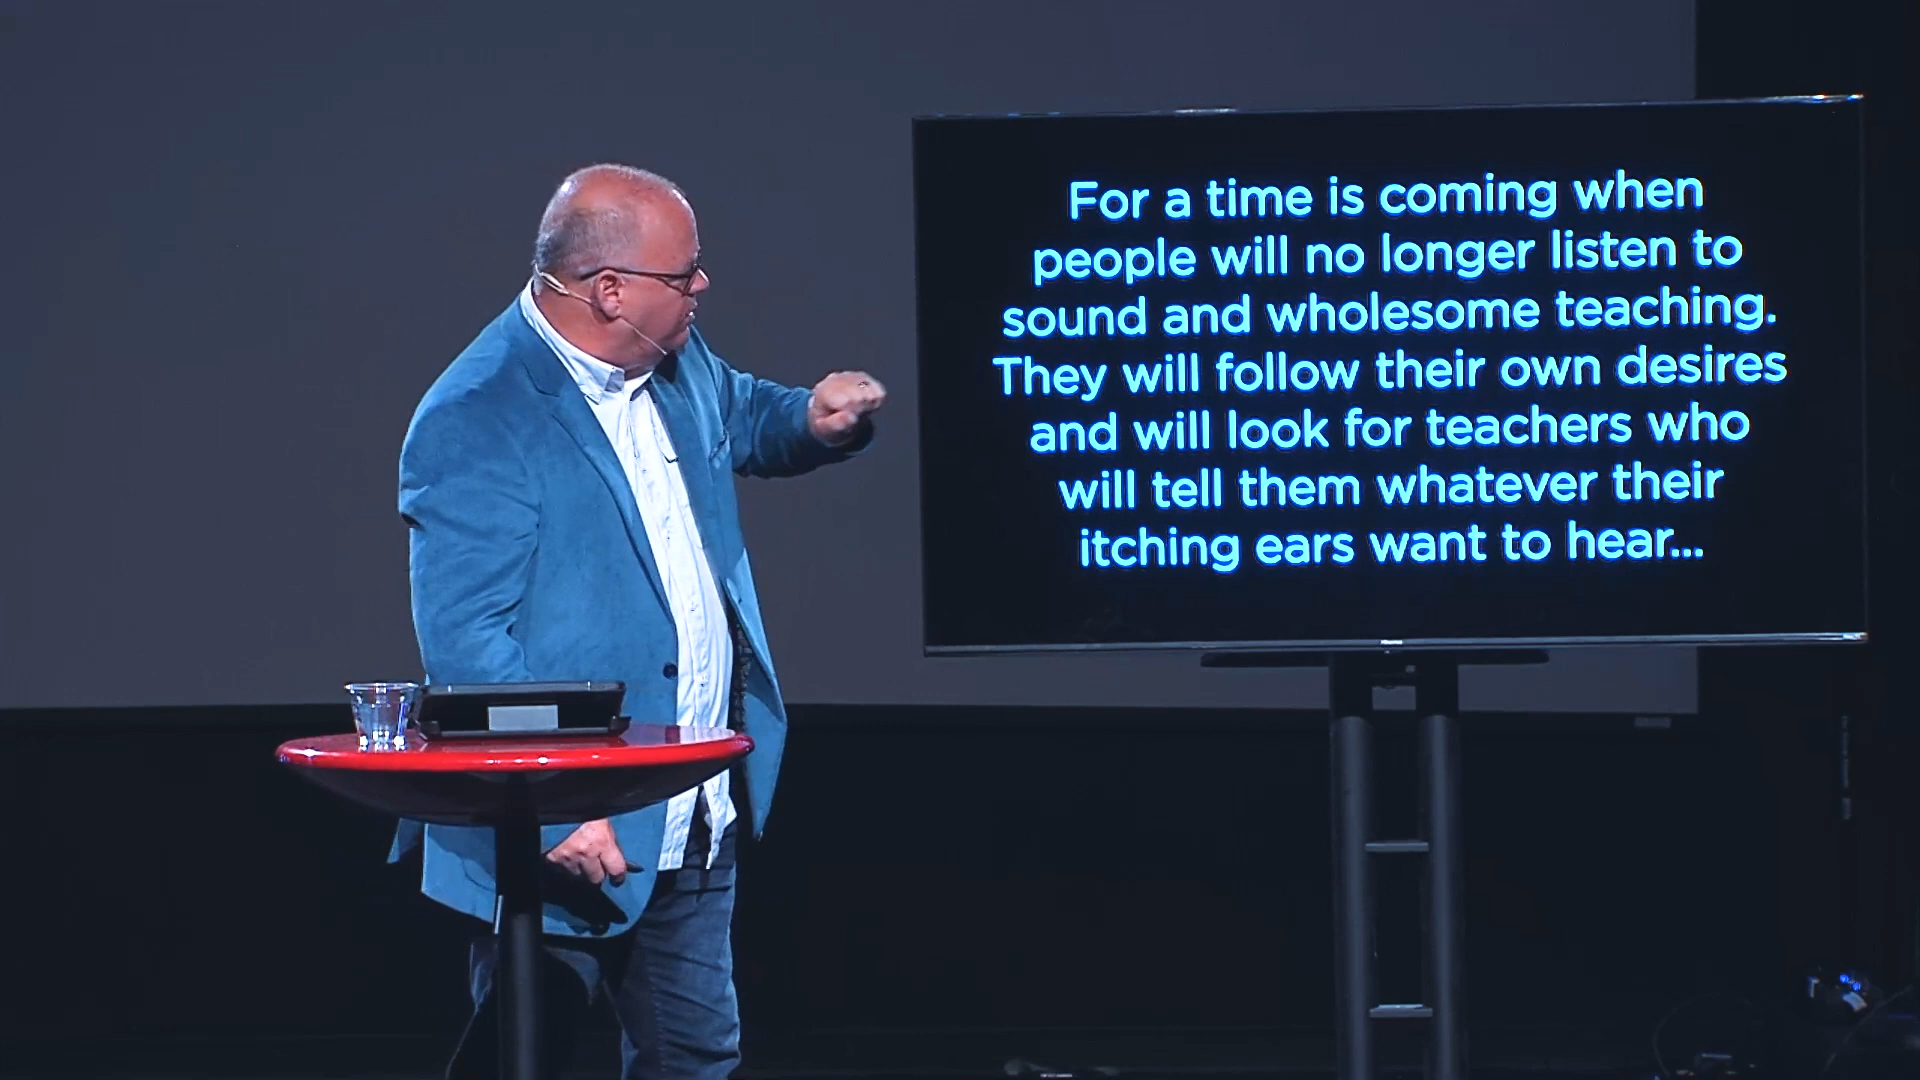 For a time is coming when
people will no longer listen to
sound and wholesome teaching.
They will follow their own desires
and will look for teachers who
will tell them whatever their
itching ears want to hear...